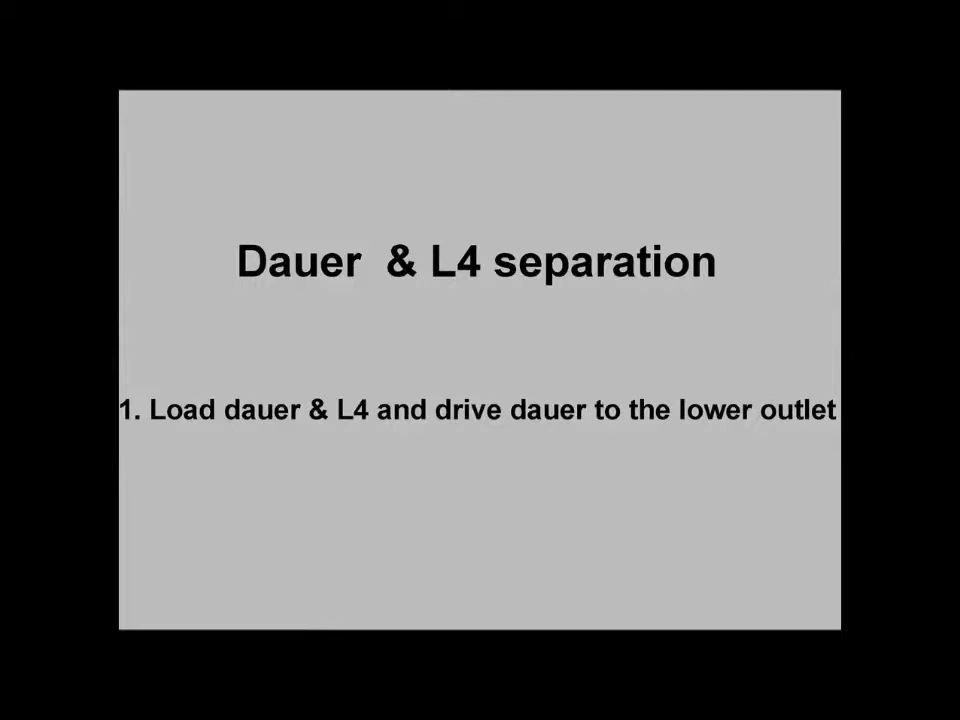 Dauer & L4 separation
1. Load dauer & L4 and drive dauer to the lower outlet